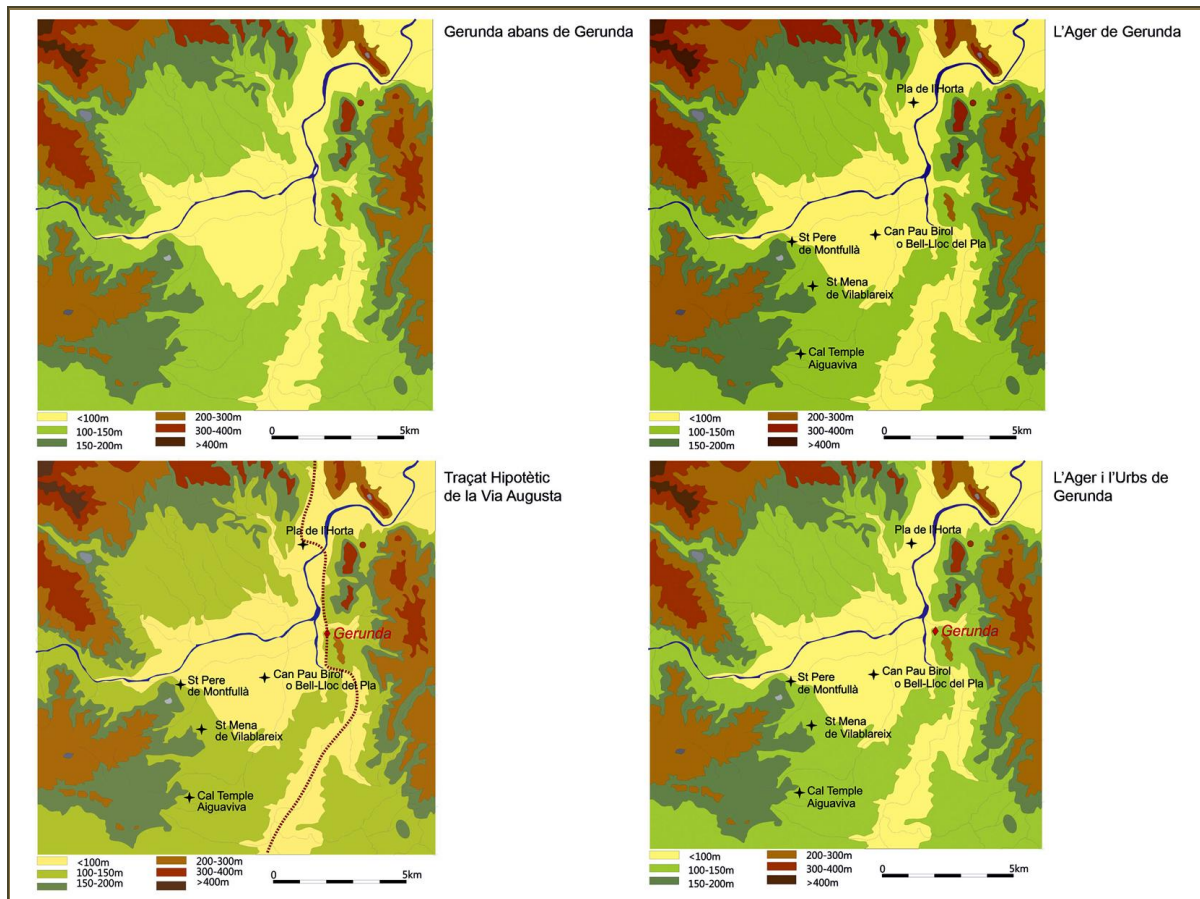 Gerunda abans de Gerunda
<100m
100-150m
150-200m
200-300m
300-400m
>400m
0 5km
L'Ager de Gerunda
Pla de l'Horta
St Pere
de Montfullà
Can Pau Birol
o Bell-Lloc del Pla
St Mena
de Vilablareix
Cal Temple
Aiguaviva
<100m
100-150m
150-200m
200-300m
300-400m
>400m
0 5km
Traçat Hipotètic
de la Via Augusta
Pla de l'Horta
Gerunda
St Pere
de Montfullà
Can Pau Birol
o Bell-Lloc del Pla
St Mena
de Vilablareix
Cal Temple
Aiguaviva
<100m
100-150m
150-200m
200-300m
300-400m
>400m
0 5km
L'Ager i l'Urbs de
Gerunda
Pla de l'Horta
Gerunda
St Pere
de Montfullà
Can Pau Birol
o Bell-Lloc del Pla
St Mena
de Vilablareix
Cal Temple
Aiguaviva
<100m
100-150m
150-200m
200-300m
300-400m
>400m
0 5km